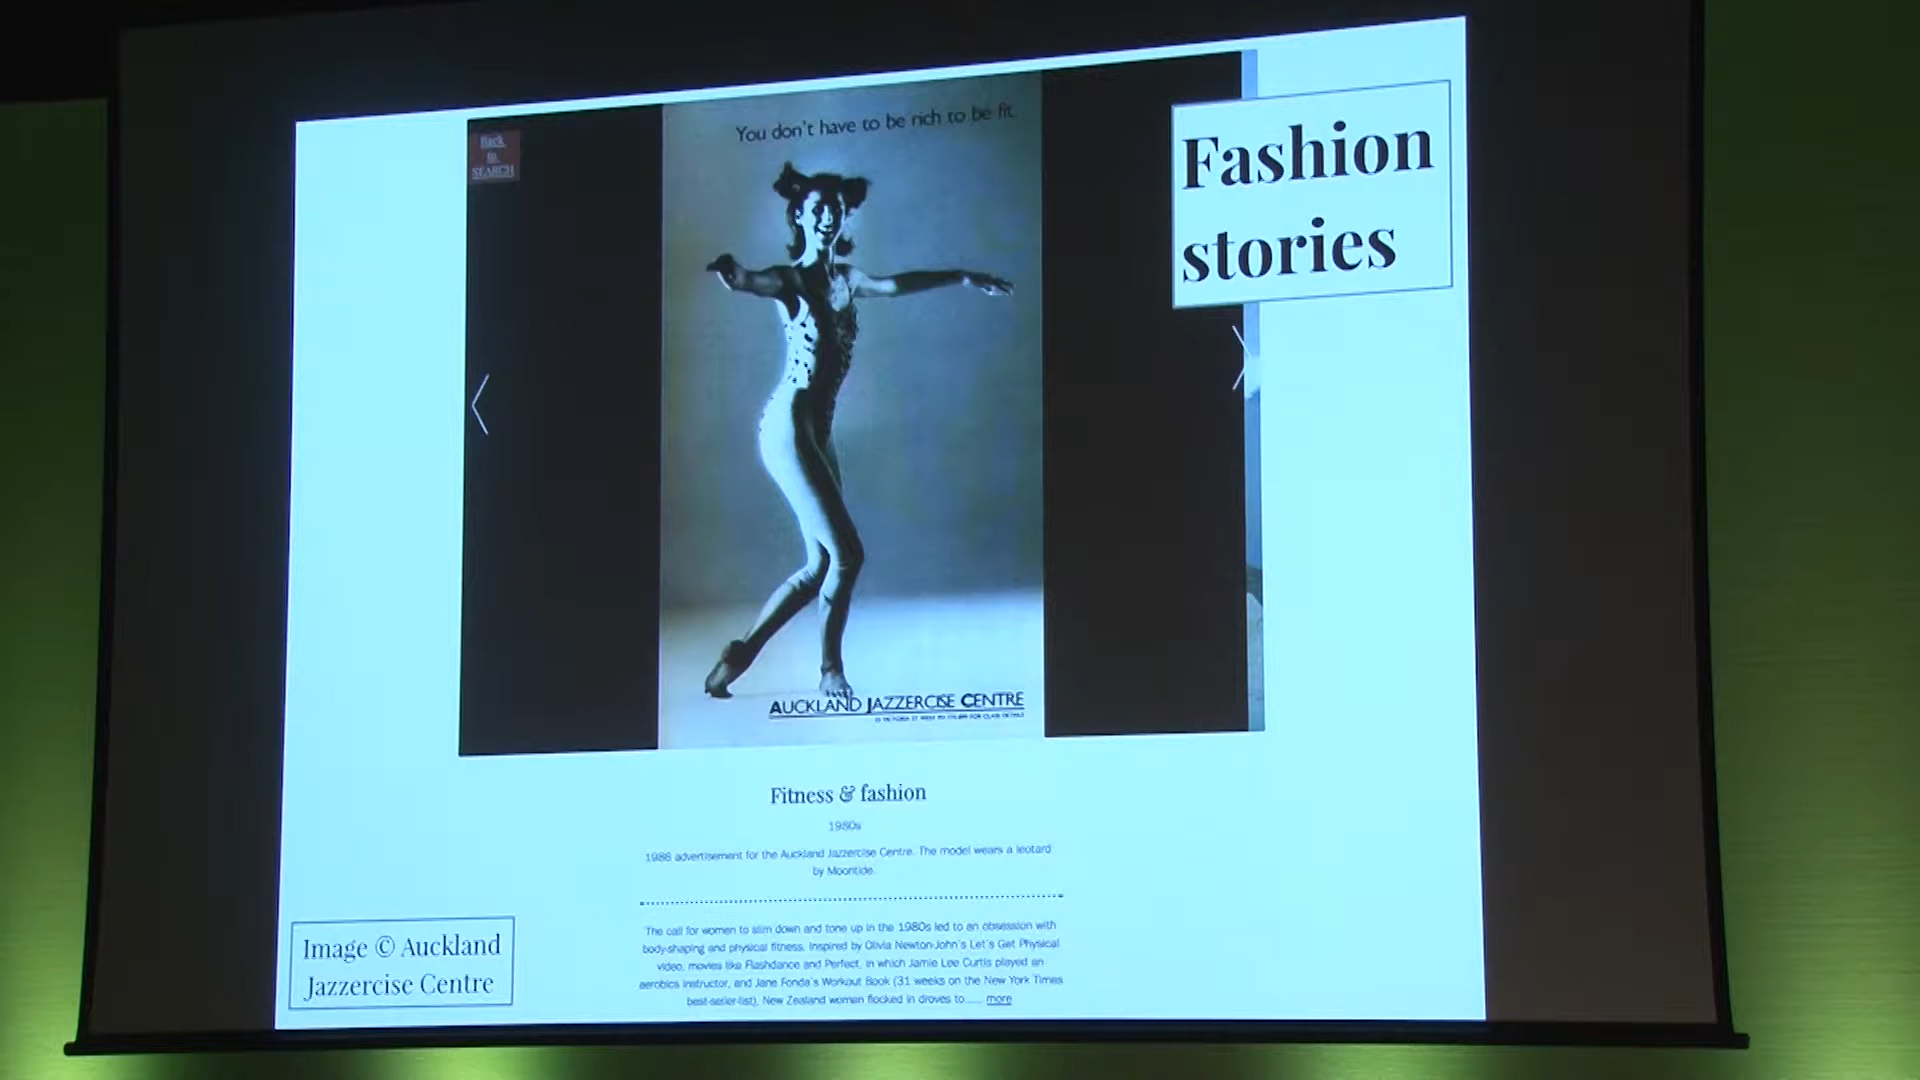 You don't have to be rich to be fit.
Back
to
SEARCH
Fashion
stories
AUCKLAND JAZZERCISE CENTRE
Fitness & fashion
1980s
1986 advertisement for the Auckland Jazzercise Centre. The model wears a leotard
by Moontide.
The call for women to slim down and tone up in the 1980s led to an obsession with
body-shaping and physical fitness. Inspired by Olivia Newton-John's Let's Get Physical
video, movies like Flashdance and Perfect, in which Jamie Lee Curtis played an
aerobics instructor, and Jane Fonda's Workout Book (31 weeks on the New York Times
best-seller-list), New Zealand women flocked in droves to...... more
Image © Auckland
Jazzercise Centre